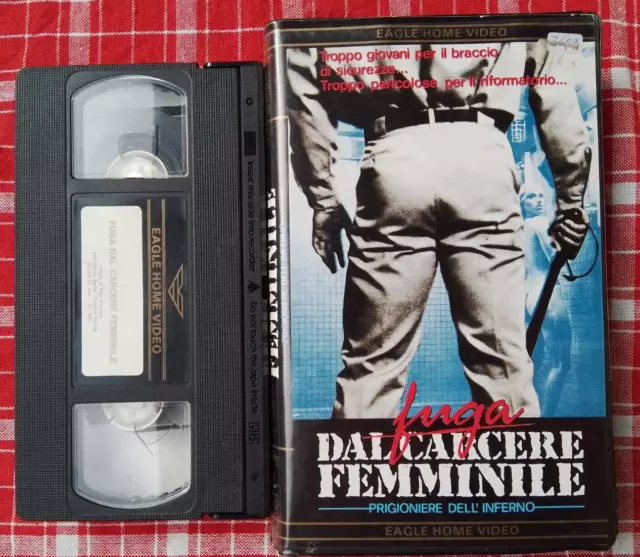 EAGLE HOME VIDEO
Troppo giovani per il braccio
di sicurezza...
Troppo pericolose per il riformatorio...
fuga
DAL CARCERE
FEMMINILE
PRIGIONIERE DELL'INFERNO
EAGLE HOME VIDEO
FEMMINILE
FUGA DAL CARCERE FEMMINILE
EAGLE HOME VIDEO
Insert this side into recorder
Do not touch the tape inside
VHS